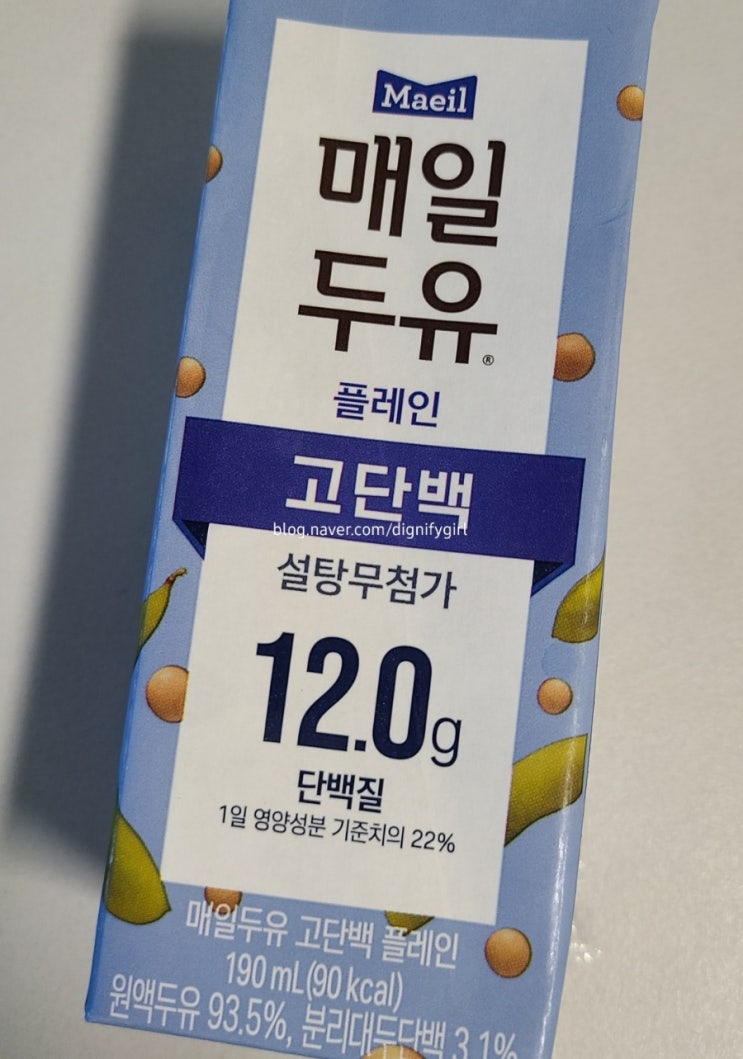 Maeil
매일
두유®
플레인
고단백
blog.naver.com/dignifygirl
설탕무첨가
12.0g
단백질
1일 영양성분 기준치의 22%
매일두유 고단백 플레인
190 mL(90 kcal)
원액두유 93.5%, 분리대두단백 3.1%